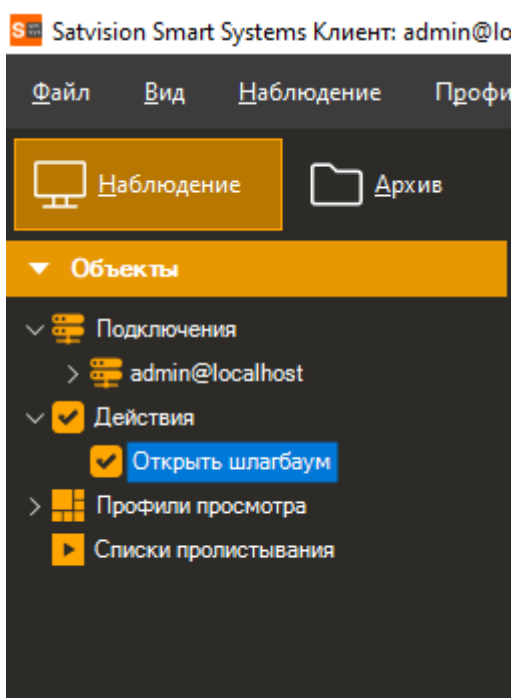 Satvision Smart Systems Клиент: admin@lo
Файл Вид Наблюдение Профи
Наблюдение Архив
Объекты
Подключения
admin@localhost
Действия
Открыть шлагбаум
Профили просмотра
Списки пролистывания